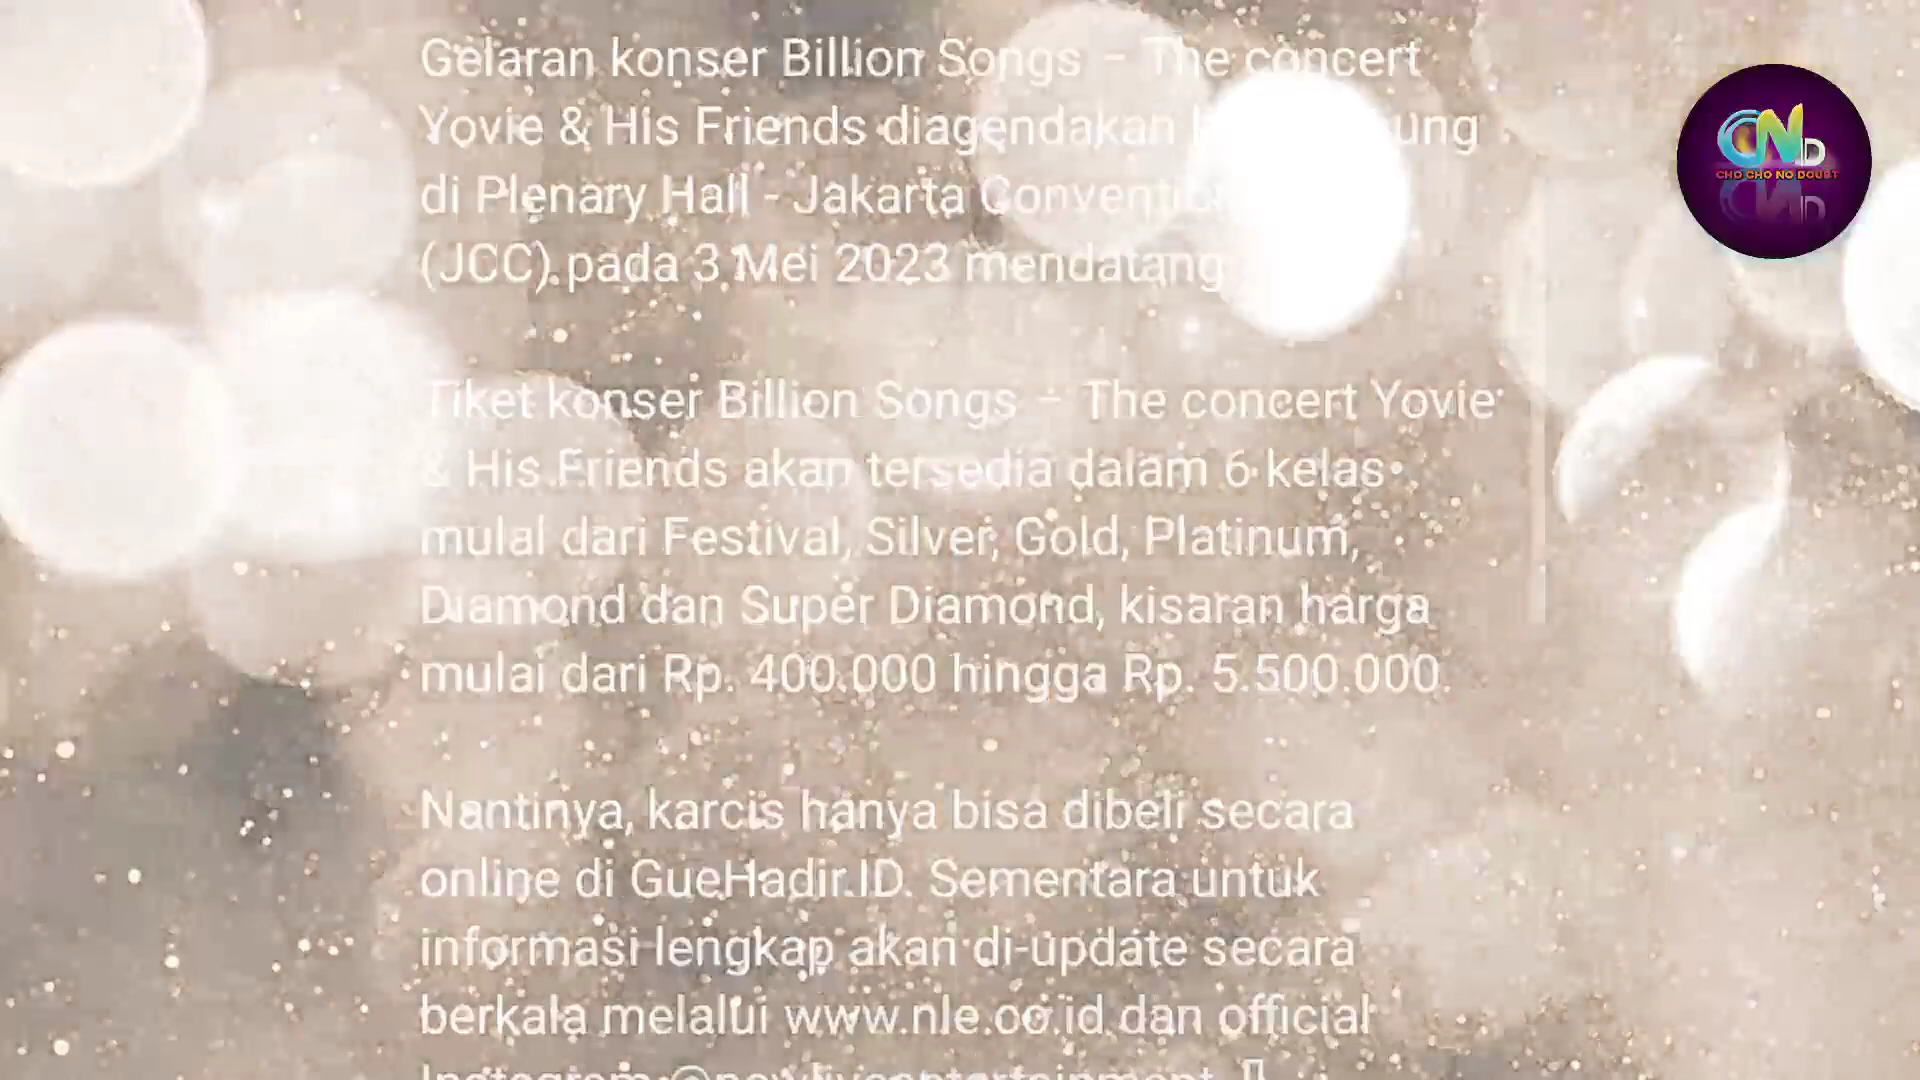 Gelaran konser Billion Songs – The concert
Yovie & His Friends diagendakan
di Plenary Hall - Jakarta Convention
(JCC) pada 3 Mei 2023 mendatang
Tiket konser Billion Songs – The concert Yovie
& His Friends akan tersedia dalam 6 kelas
mulai dari Festival, Silver, Gold, Platinum,
Diamond dan Super Diamond, kisaran harga
mulai dari Rp. 400.000 hingga Rp. 5.500.000.
Nantinya, karcis hanya bisa dibeli secara
online di GueHadir.ID. Sementara untuk
informasi lengkap akan di-update secara
berkala melalui www.nle.co.id dan official
CND
CHO CHO NO DOUBT